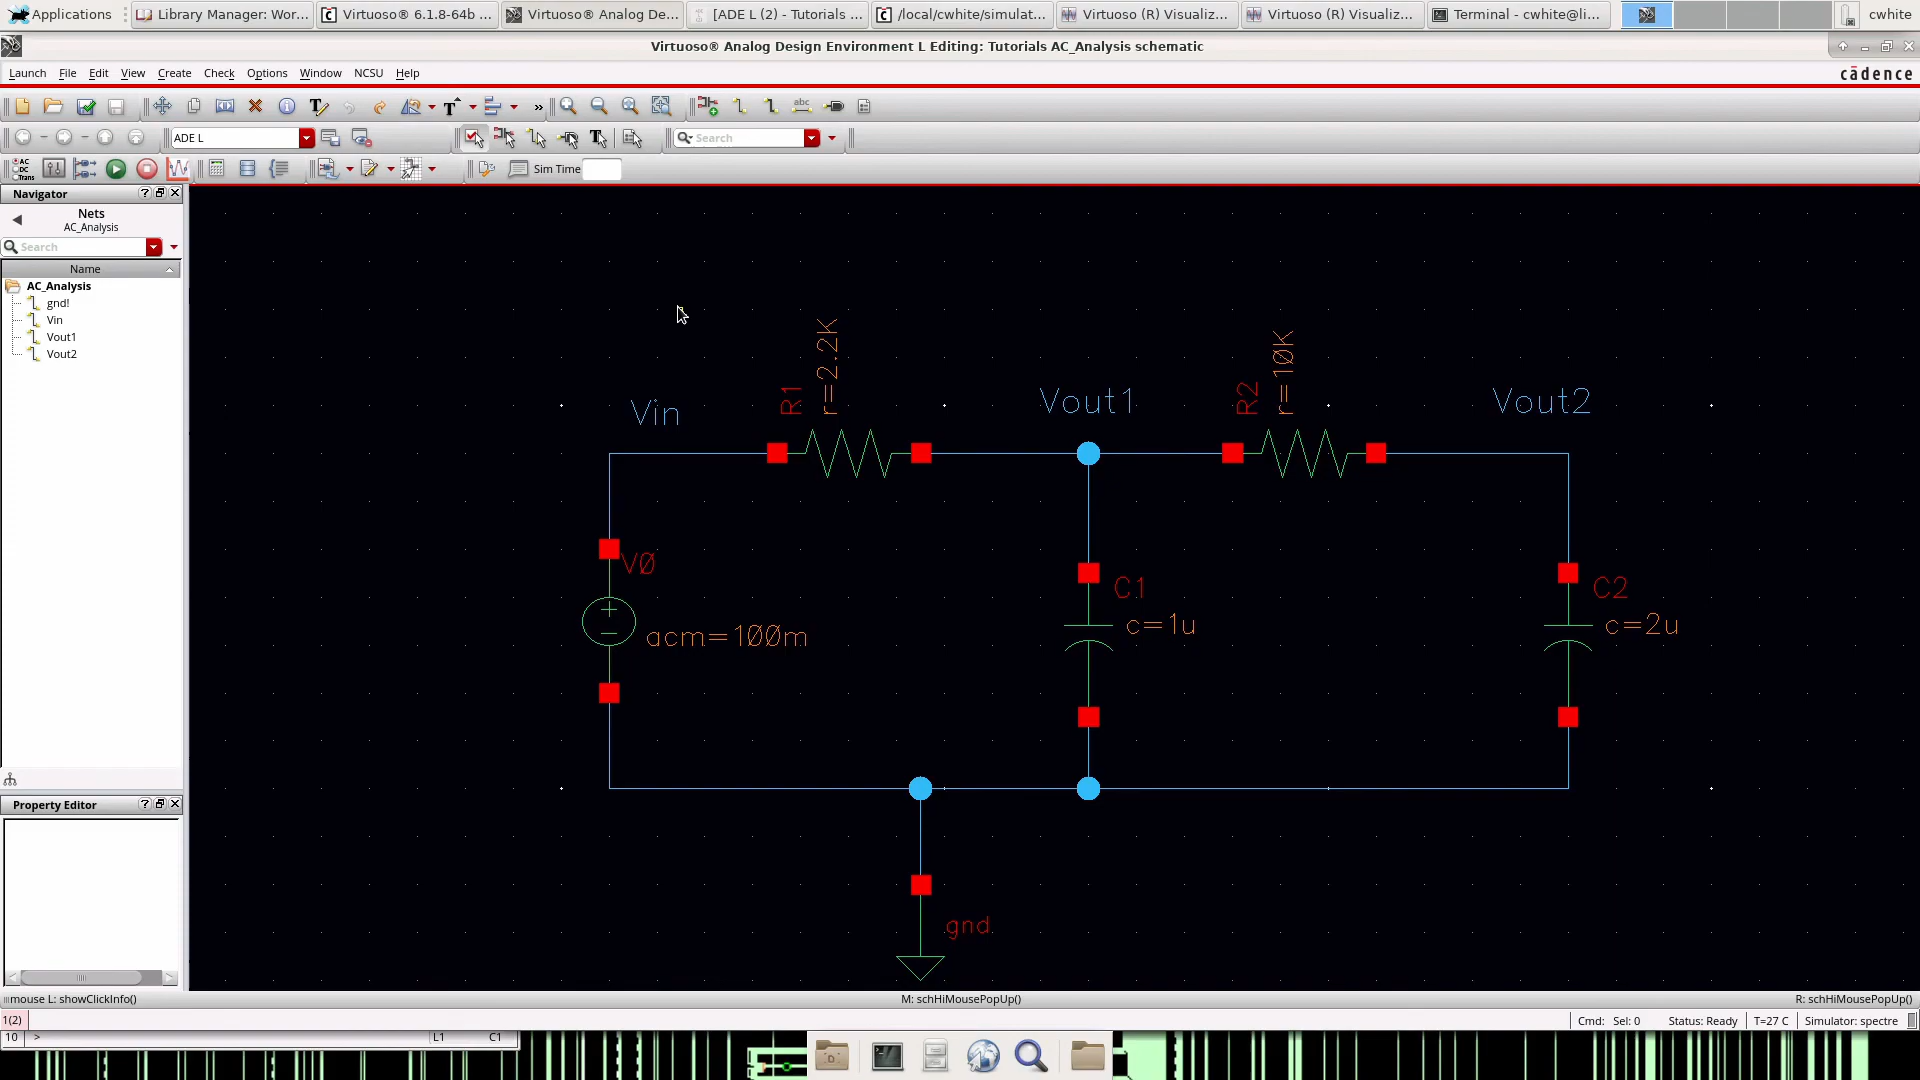 Applications
Library Manager: Wor...
Virtuoso® 6.1.8-64b ...
Virtuoso® Analog De...
[ADE L (2) - Tutorials ...
/local/cwhite/simulat...
Virtuoso (R) Visualiz...
Virtuoso (R) Visualiz...
Terminal - cwhite@li...
cwhite
Virtuoso® Analog Design Environment L Editing: Tutorials AC_Analysis schematic
Launch File Edit View Create Check Options Window NCSU Help
cādence
abc
ADE L
Search
AC
DC
Trans
Sim Time
Navigator
Nets
AC_Analysis
Search
Name
AC_Analysis
gnd!
Vin
Vout1
Vout2
Property Editor
Vin
R1
r=2.2K
Vout1
R2
r=10K
Vout2
V0
acm=100m
C1
c=1u
C2
c=2u
gnd
mouse L: showClickInfo()
M: schHiMousePopUp()
R: schHiMousePopUp()
1(2)
Cmd: Sel: 0
Status: Ready
T=27 C
Simulator: spectre
10 >
L1
C1